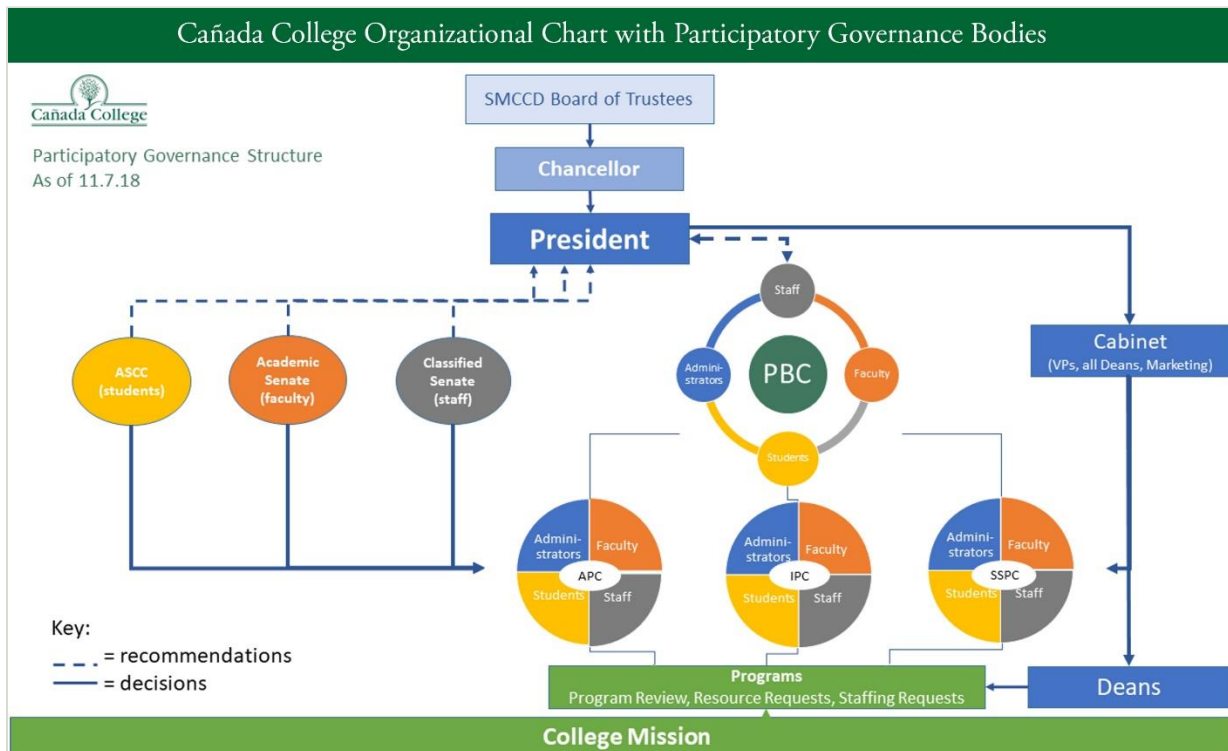 Cañada College Organizational Chart with Participatory Governance Bodies
Cañada College
Participatory Governance Structure
As of 11.7.18
SMCCD Board of Trustees
Chancellor
President
ASCC
(students)
Academic
Senate
(faculty)
Classified
Senate
(staff)
Staff
Adminis-
strators
PBC
Faculty
Students
Cabinet
(VPs, all Deans, Marketing)
Admini-
strators
Faculty
APC
Students
Staff
Admini-
strators
Faculty
IPC
Students
Staff
Admini-
strators
Faculty
SSPC
Students
Staff
Key:
= recommendations
= decisions
Programs
Program Review, Resource Requests, Staffing Requests
Deans
College Mission